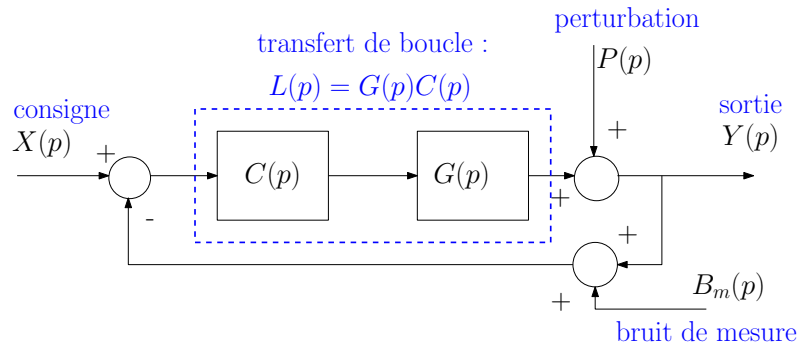 perturbation
transfert de boucle :
P(p)
L(p) = G(p)C(p)
consigne
sortie
X(p)
Y(p)
+
+
C(p)
G(p)
+
-
+
B_m(p)
+
bruit de mesure